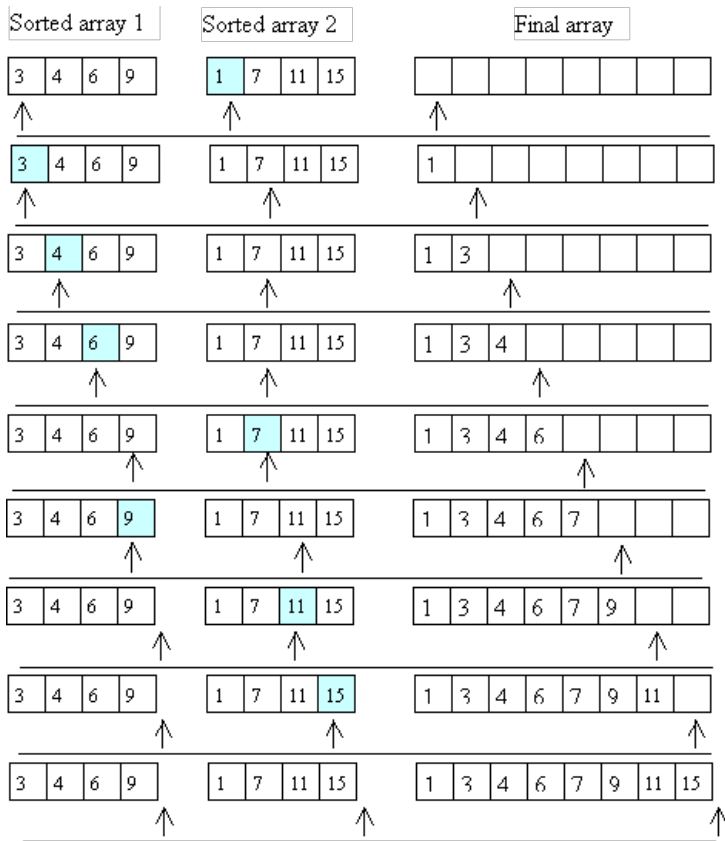 Sorted array 1 Sorted array 2 Final array
3 4 6 9 1 7 11 15
3 4 6 9 1 7 11 15 1
3 4 6 9 1 7 11 15 1 3
3 4 6 9 1 7 11 15 1 3 4
3 4 6 9 1 7 11 15 1 3 4 6
3 4 6 9 1 7 11 15 1 3 4 6 7
3 4 6 9 1 7 11 15 1 3 4 6 7 9
3 4 6 9 1 7 11 15 1 3 4 6 7 9 11
3 4 6 9 1 7 11 15 1 3 4 6 7 9 11 15